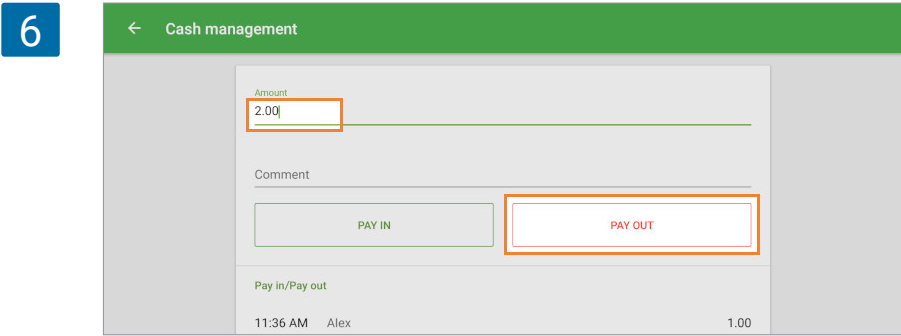 6
Cash management
Amount
2.00
Comment
PAY IN
PAY OUT
Pay in/Pay out
11:36 AM Alex 1.00